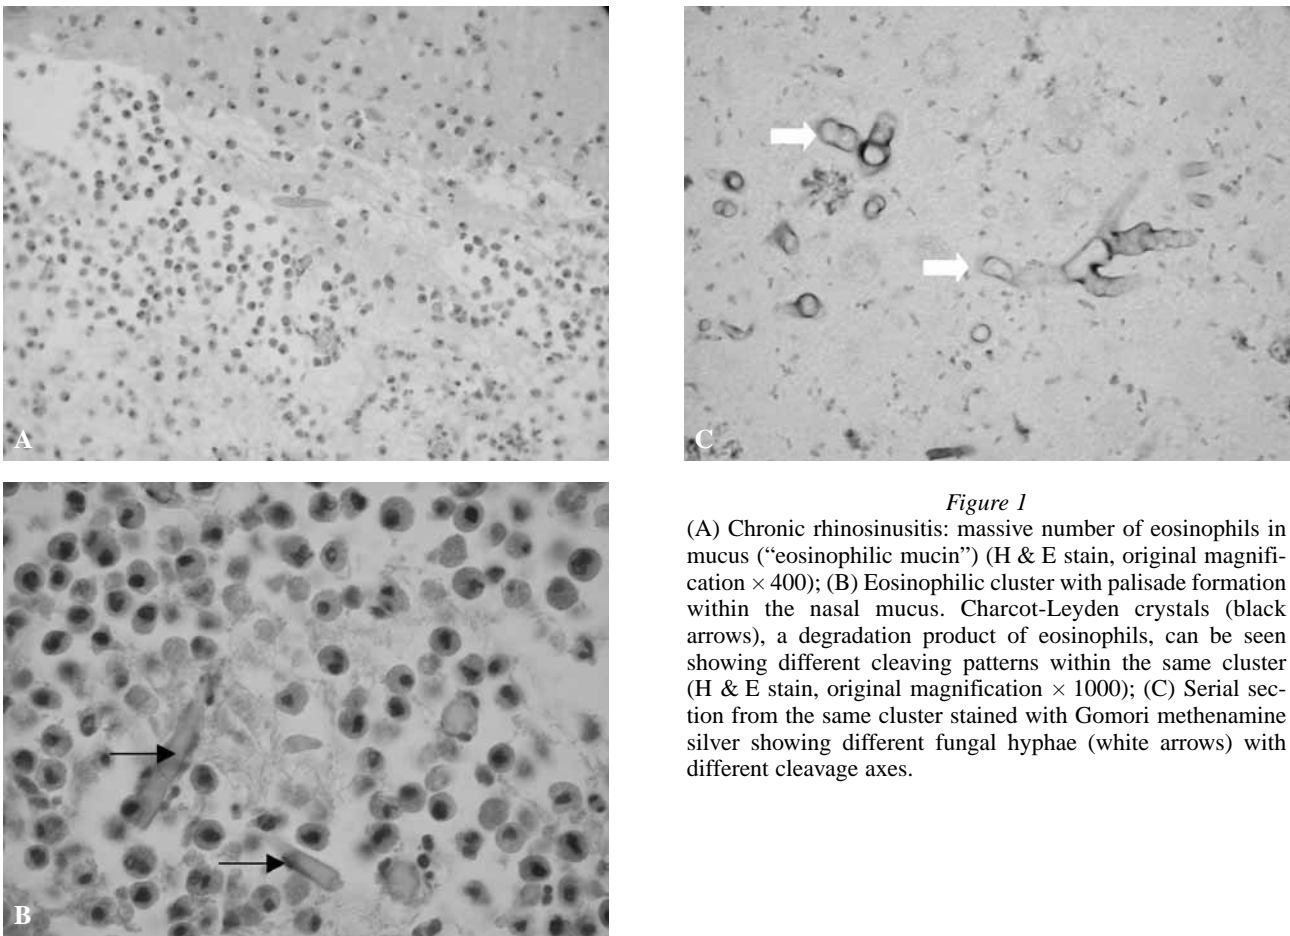 A
C
B
Figure 1
(A) Chronic rhinosinusitis: massive number of eosinophils in
mucus (“eosinophilic mucin”) (H & E stain, original magnifi-
cation × 400); (B) Eosinophilic cluster with palisade formation
within the nasal mucus. Charcot-Leyden crystals (black
arrows), a degradation product of eosinophils, can be seen
showing different cleaving patterns within the same cluster
(H & E stain, original magnification × 1000); (C) Serial sec-
tion from the same cluster stained with Gomori methenamine
silver showing different fungal hyphae (white arrows) with
different cleavage axes.